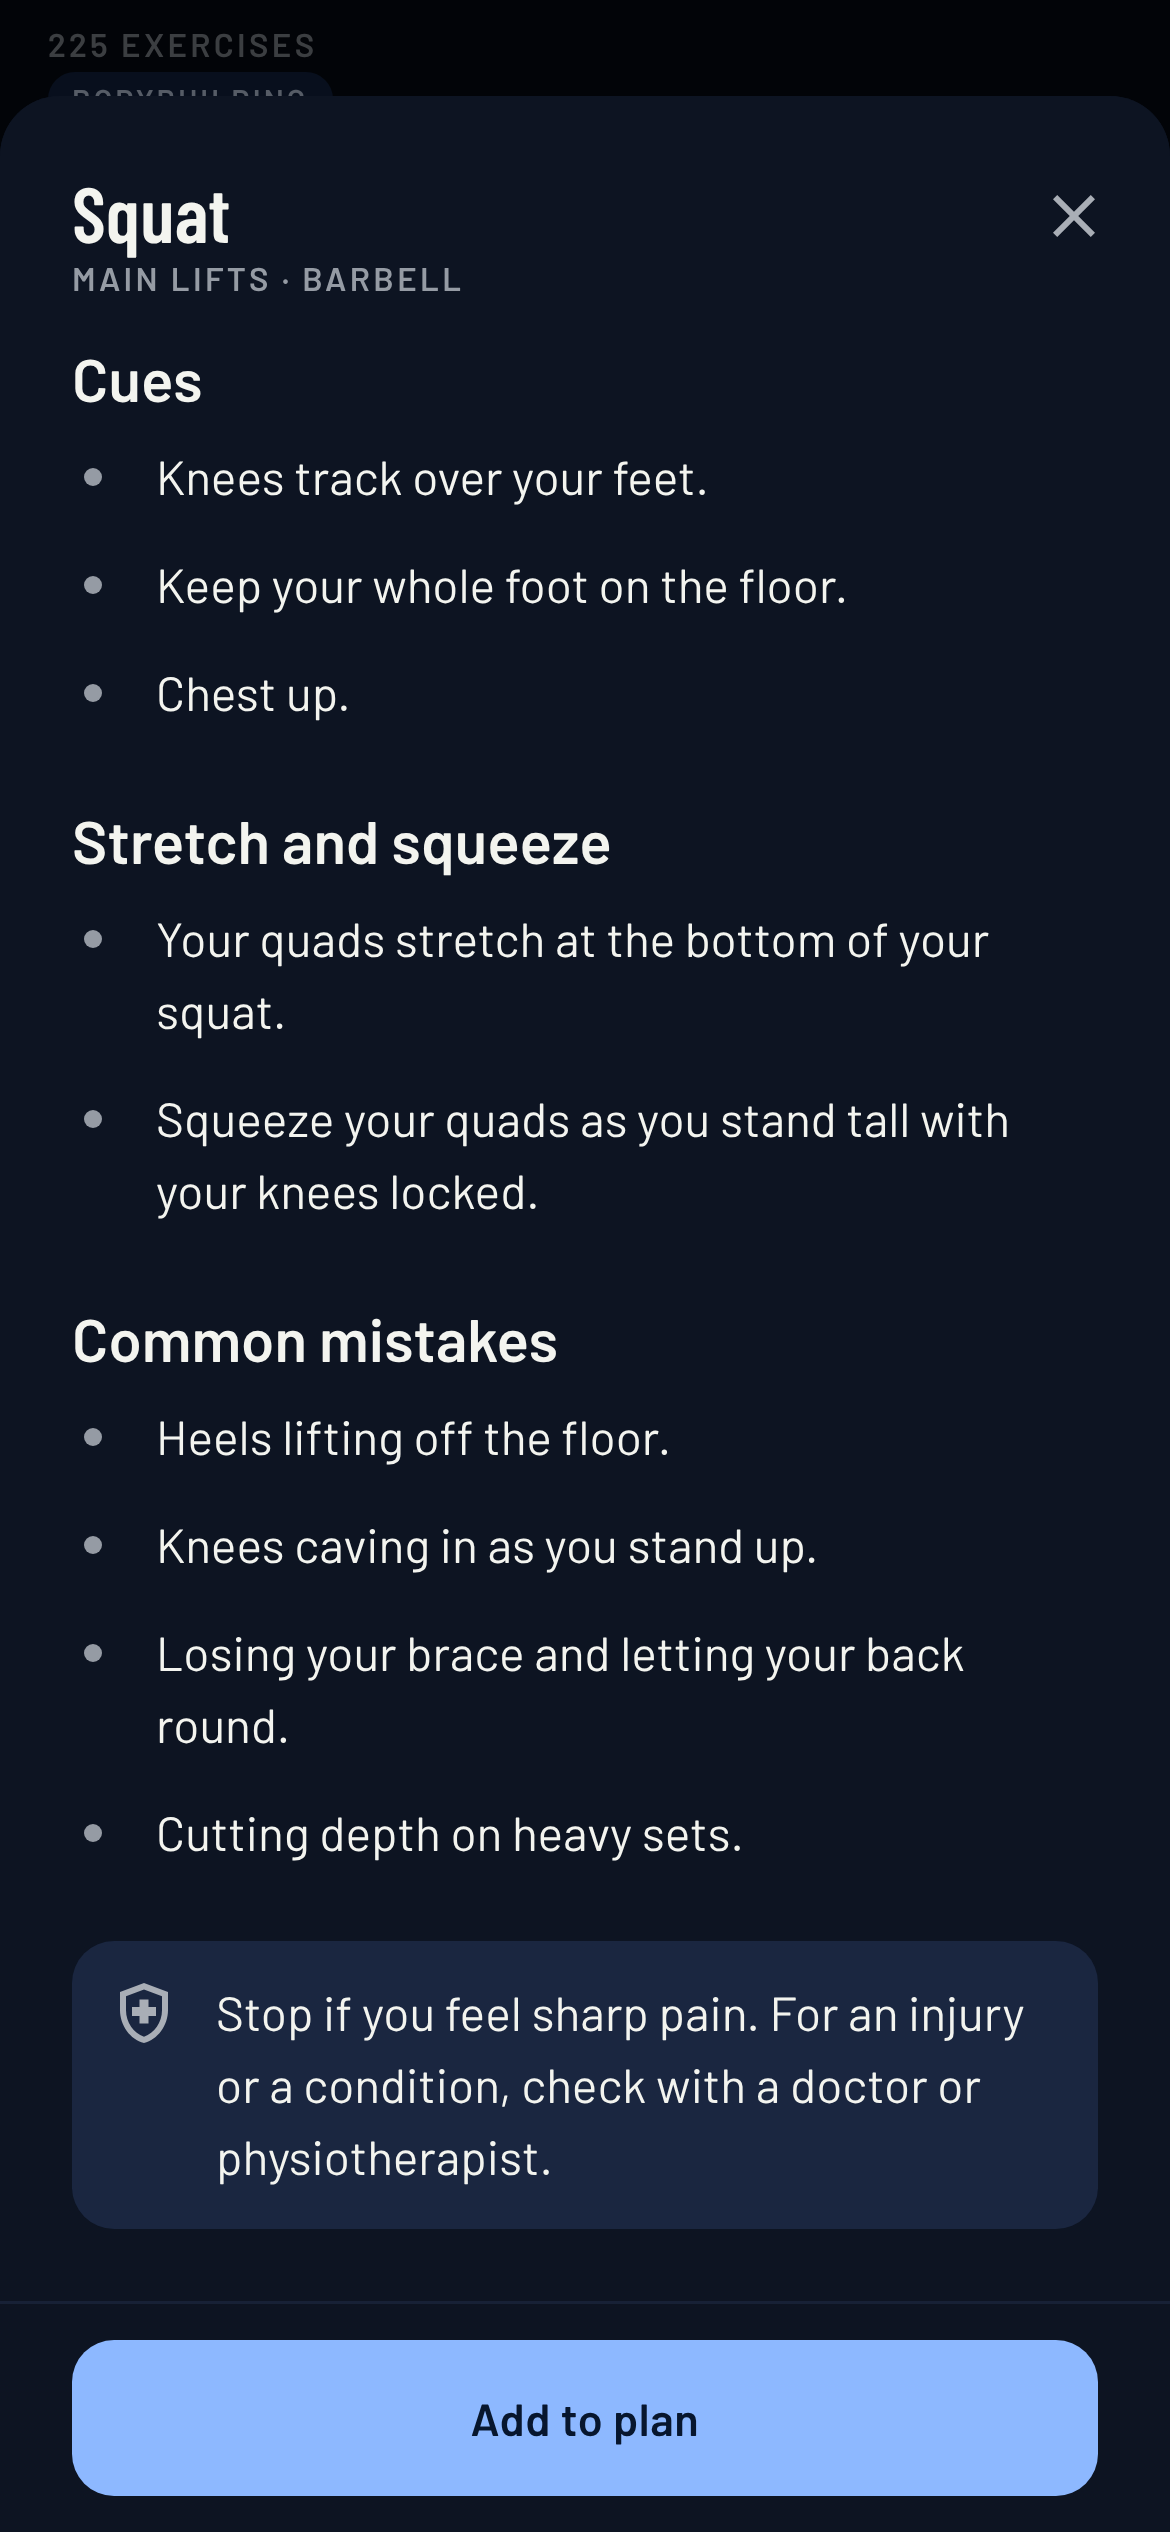 225 EXERCISES
BODYBUILDING
Squat
MAIN LIFTS · BARBELL
Cues
Knees track over your feet.
Keep your whole foot on the floor.
Chest up.
Stretch and squeeze
Your quads stretch at the bottom of your
squat.
Squeeze your quads as you stand tall with
your knees locked.
Common mistakes
Heels lifting off the floor.
Knees caving in as you stand up.
Losing your brace and letting your back
round.
Cutting depth on heavy sets.
Stop if you feel sharp pain. For an injury
or a condition, check with a doctor or
physiotherapist.
Add to plan